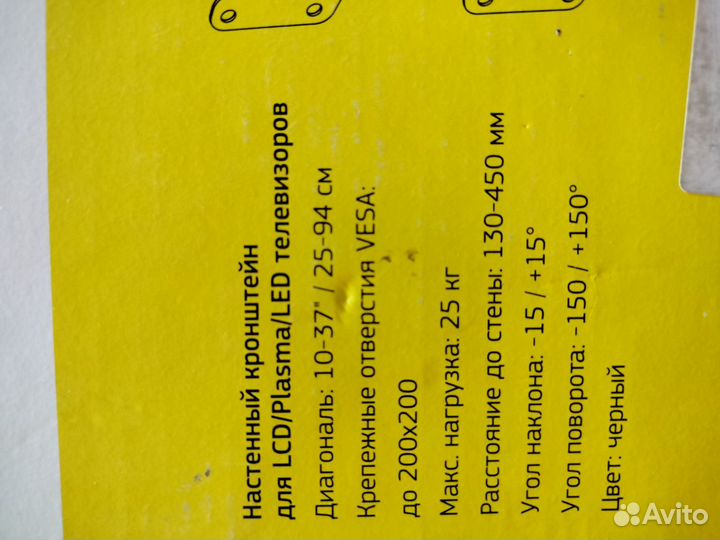 Настенный кронштейн
для LCD/Plasma/LED телевизоров
Диагональ: 10-37" / 25-94 см
Крепежные отверстия VESA:
до 200x200
Макс. нагрузка: 25 кг
Расстояние до стены: 130-450 мм
Угол наклона: -15 / +15°
Угол поворота: -150 / +150°
Цвет: черный
Avito